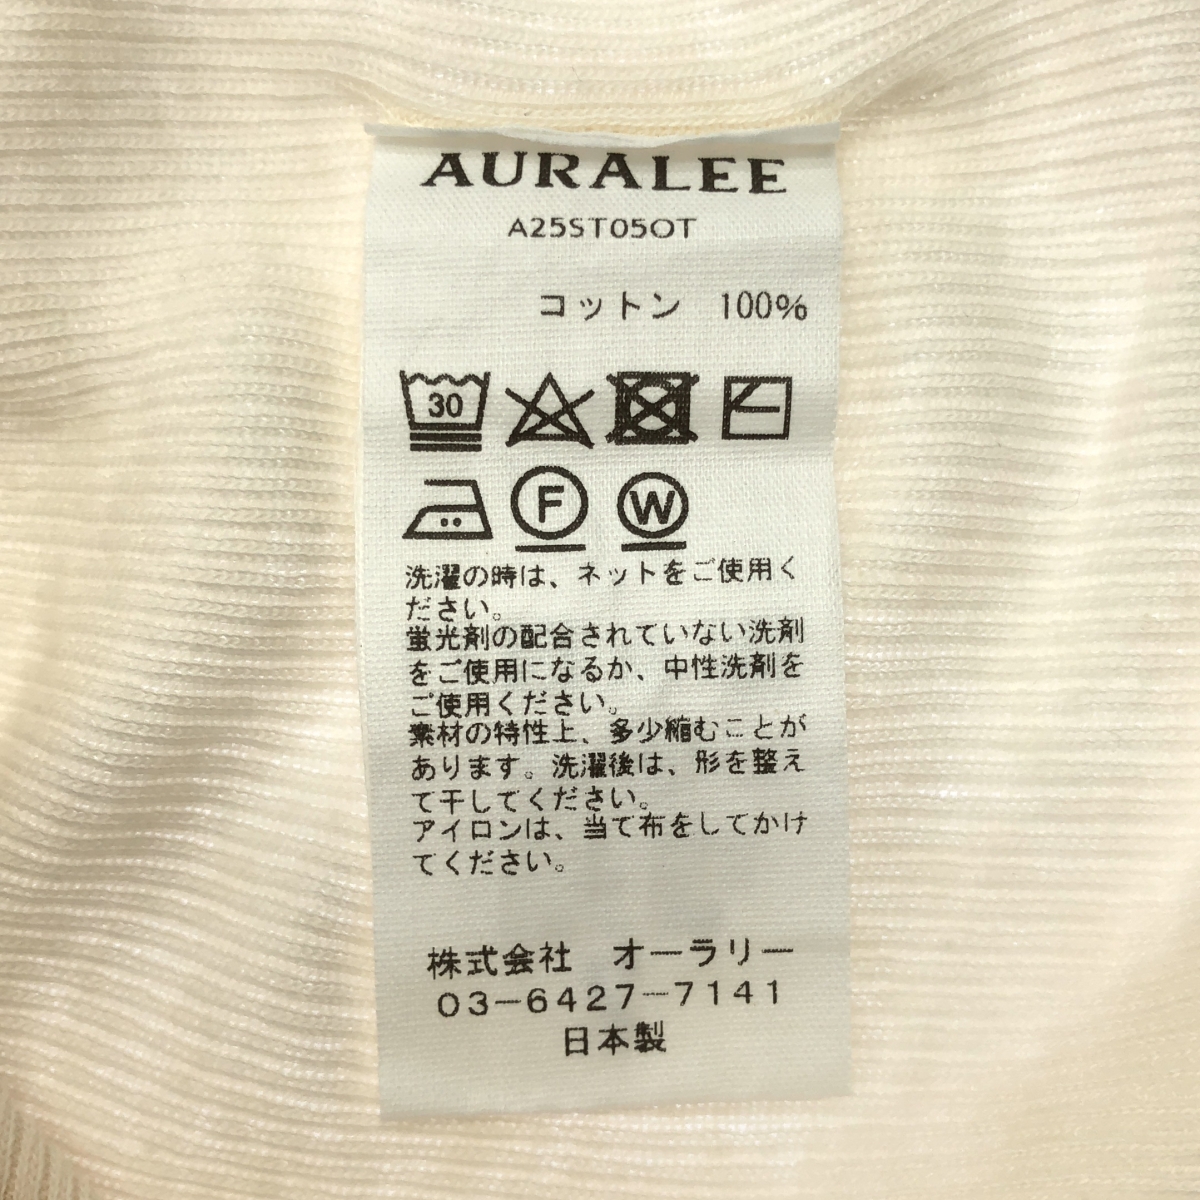 AURALEE
A25ST05OT
コットン 100%
30
F W
洗濯の時は、ネットをご使用く
ださい。
蛍光剤の配合されていない洗剤
をご使用になるか、中性洗剤を
ご使用ください。
素材の特性上、多少縮むことが
あります。洗濯後は、形を整え
て干してください。
アイロンは、当て布をしてかけ
てください。
株式会社 オーラリー
03-6427-7141
日本製